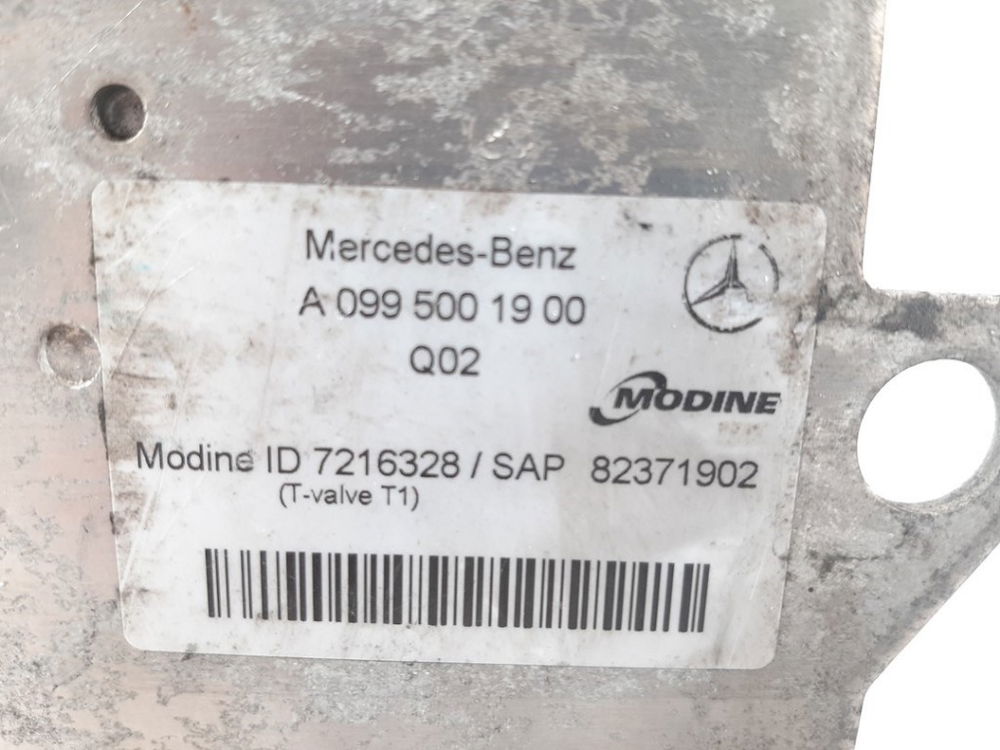 Mercedes-Benz
A 099 500 19 00
Q02
MODINE
Modine ID 7216328 / SAP 82371902
(T-valve T1)